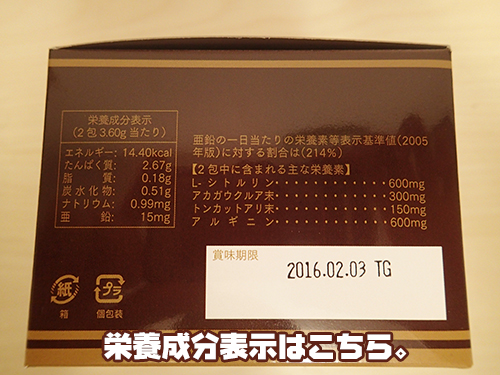 栄養成分表示
(2包3.60g当たり)
エネルギー: 14.40kcal
たんぱく質: 2.67g
脂質: 0.18g
炭水化物: 0.51g
ナトリウム: 0.99mg
亜鉛: 15mg
亜鉛の一日当たりの栄養素等表示基準値(2005
年版)に対する割合は(214%)
【2包中に含まれる主な栄養素】
L-シトルリン・・・・・・・・・・・・600mg
アカガウクルア末・・・・・・・・・・300mg
トンカットアリ末・・・・・・・・・・150mg
アルギニン・・・・・・・・・・・・600mg
賞味期限
2016.02.03 TG
紙
プラ
箱
個包装
栄養成分表示はこちら。